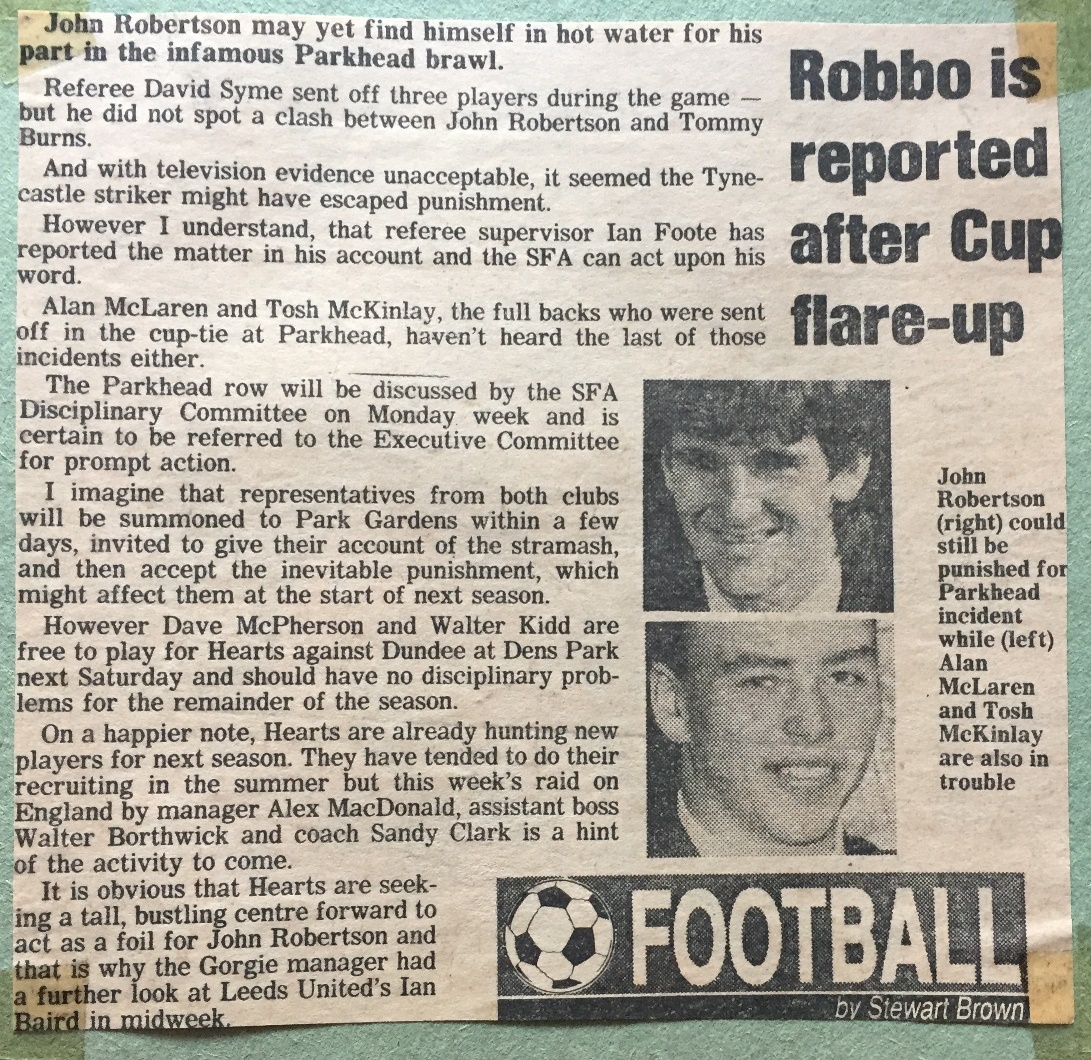 John Robertson may yet find himself in hot water for his
part in the infamous Parkhead brawl.
Referee David Syme sent off three players during the game —
but he did not spot a clash between John Robertson and Tommy
Burns.
And with television evidence unacceptable, it seemed the Tyne-
castle striker might have escaped punishment.
However I understand, that referee supervisor Ian Foote has
reported the matter in his account and the SFA can act upon his
word.
Alan McLaren and Tosh McKinlay, the full backs who were sent
off in the cup-tie at Parkhead, haven't heard the last of those
incidents either.
The Parkhead row will be discussed by the SFA
Disciplinary Committee on Monday week and is
certain to be referred to the Executive Committee
for prompt action.
I imagine that representatives from both clubs
will be summoned to Park Gardens within a few
days, invited to give their account of the stramash,
and then accept the inevitable punishment, which
might affect them at the start of next season.
However Dave McPherson and Walter Kidd are
free to play for Hearts against Dundee at Dens Park
next Saturday and should have no disciplinary prob-
lems for the remainder of the season.
On a happier note, Hearts are already hunting new
players for next season. They have tended to do their
recruiting in the summer but this week's raid on
England by manager Alex MacDonald, assistant boss
Walter Borthwick and coach Sandy Clark is a hint
of the activity to come.
It is obvious that Hearts are seek-
ing a tall, bustling centre forward to
act as a foil for John Robertson and
that is why the Gorgie manager had
a further look at Leeds United's Ian
Baird in midweek.
Robbo is
reported
after Cup
flare-up
John
Robertson
(right) could
still be
punished for
Parkhead
incident
while (left)
Alan
McLaren
and Tosh
McKinlay
are also in
trouble
FOOTBALL
by Stewart Brown